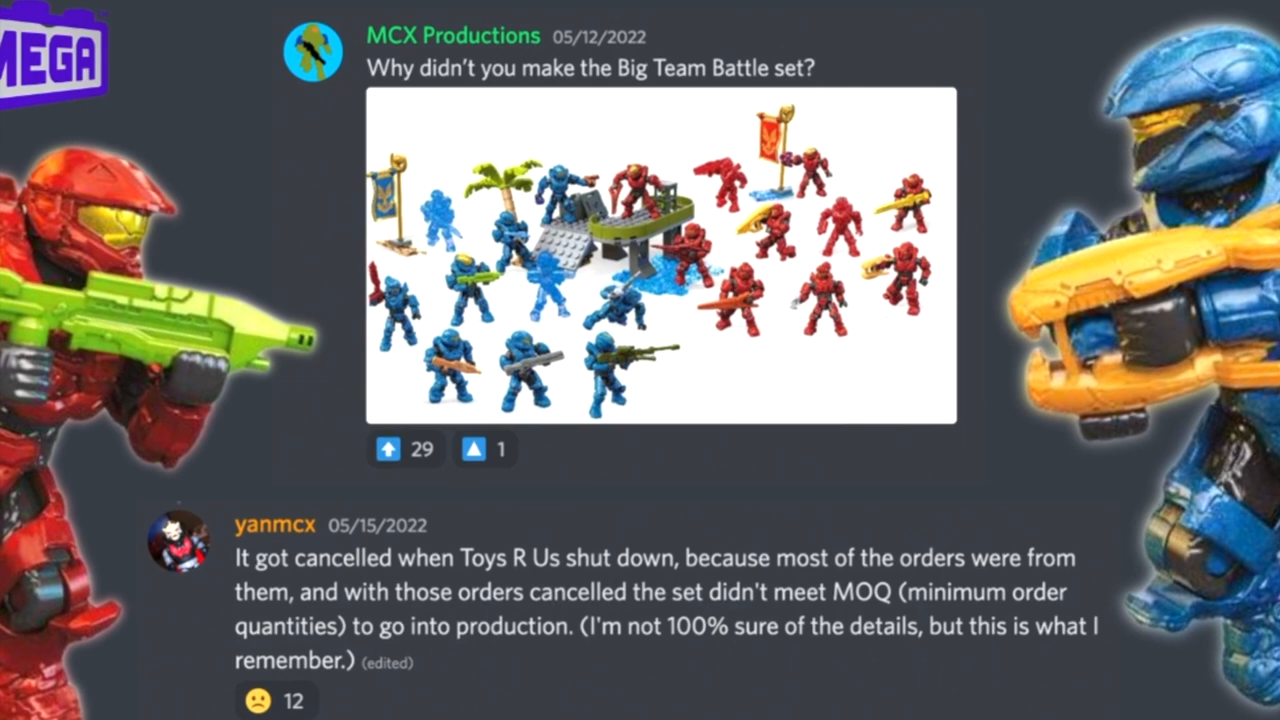 MEGA
MCX Productions 05/12/2022
Why didn't you make the Big Team Battle set?
29 1
yanmcx 05/15/2022
It got cancelled when Toys R Us shut down, because most of the orders were from
them, and with those orders cancelled the set didn't meet MOQ (minimum order
quantities) to go into production. (I'm not 100% sure of the details, but this is what I
remember.) (edited)
12